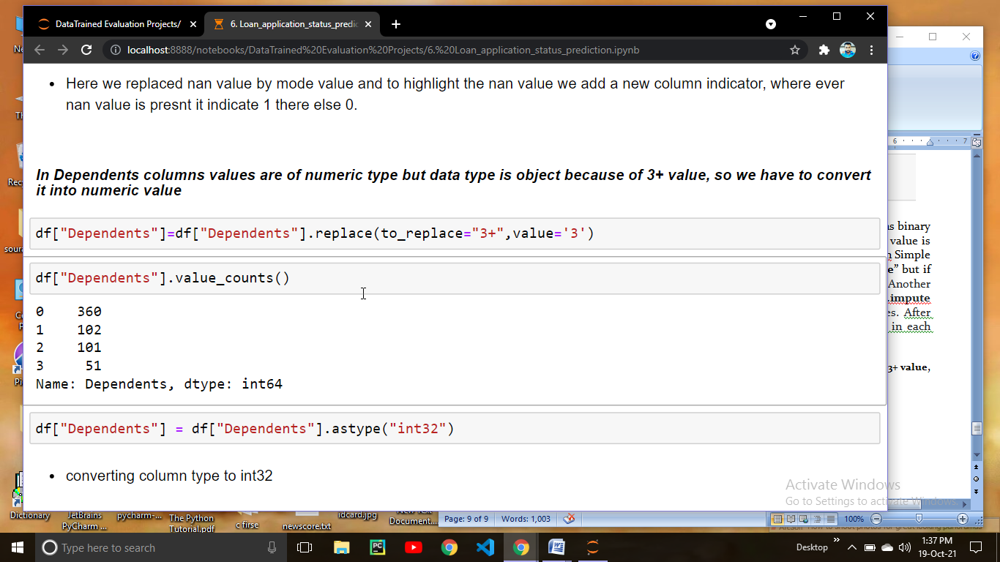 DataTrained Evaluation Projects/
6. Loan_application_status_predic
localhost:8888/notebooks/DataTrained%20Evaluation%20Projects/6.%20Loan_application_status_prediction.ipynb
• Here we replaced nan value by mode value and to highlight the nan value we add a new column indicator, where ever
nan value is presnt it indicate 1 there else 0.
In Dependents columns values are of numeric type but data type is object because of 3+ value, so we have to convert
it into numeric value
df["Dependents"]=df["Dependents"].replace(to_replace="3+",value='3')
df["Dependents"].value_counts()
0 360
1 102
2 101
3 51
Name: Dependents, dtype: int64
df["Dependents"] = df["Dependents"].astype("int32")
• converting column type to int32
6 7
binary
value is
Simple
but if
Another
.impute
es. After
in each
3+ value,
Activate Windows
Go to Settings to activate Windows.
Dictionary
JetBrains
PyCharm ...
pycharm-...
The Python
Tutorial.pdf
c firse
newscore.txt
idcard.jpg
Document...
Page: 9 of 9
Words: 1,003
100%
Type here to search
Desktop
1:37 PM
19-Oct-21